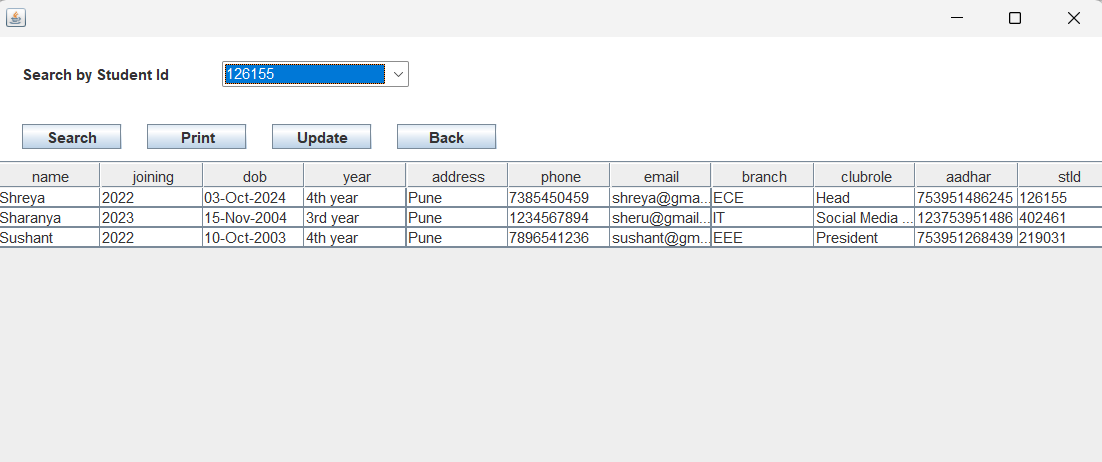 Search by Student Id 126155
Search Print Update Back
name joining dob year address phone email branch clubrole aadhar stId
Shreya 2022 03-Oct-2024 4th year Pune 7385450459 shreya@gma... ECE Head 753951486245 126155
Sharanya 2023 15-Nov-2004 3rd year Pune 1234567894 sheru@gmail... IT Social Media ... 123753951486 402461
Sushant 2022 10-Oct-2003 4th year Pune 7896541236 sushant@gm... EEE President 753951268439 219031